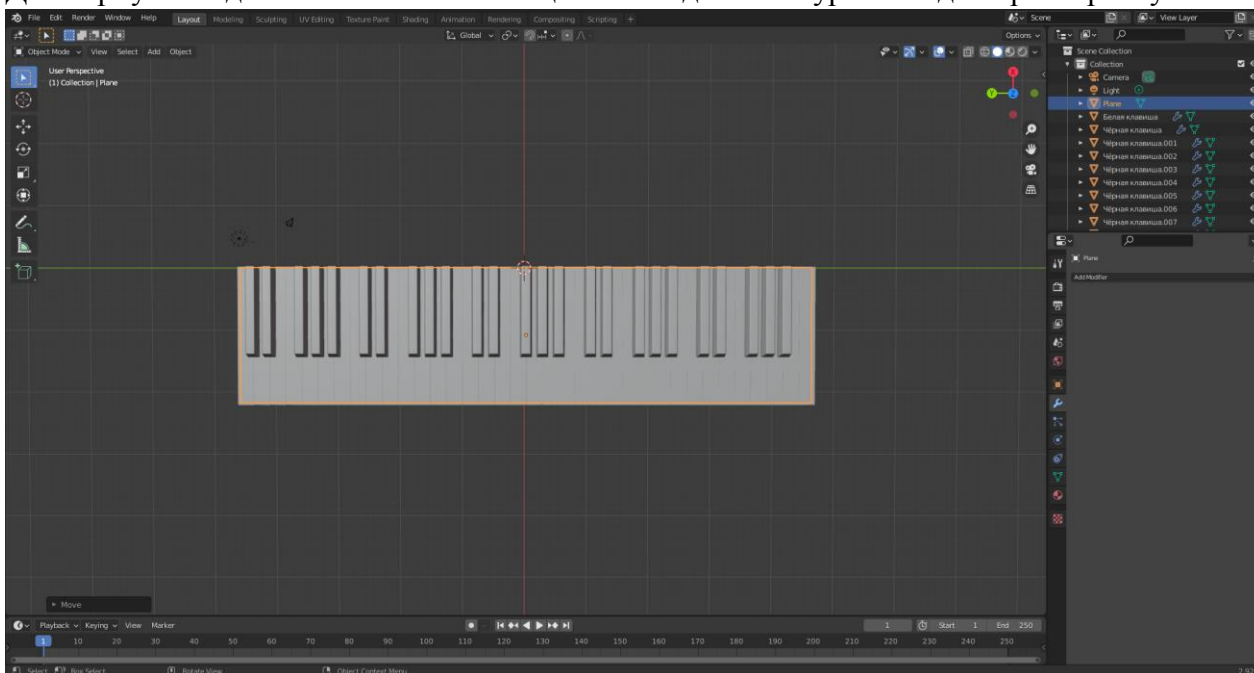 File Edit Render Window Help Layout Modeling Sculpting UV Editing Texture Paint Shading Animation Rendering Compositing Scripting + Scene View Layer
Global Options
Object Mode View Select Add Object
User Perspective
(1) Collection | Plane
X
Y
Z
Scene Collection
Collection
Camera
Light
Plane
Белая клавиша
Чёрная клавиша
Чёрная клавиша.001
Чёрная клавиша.002
Чёрная клавиша.003
Чёрная клавиша.004
Чёрная клавиша.005
Чёрная клавиша.006
Чёрная клавиша.007
Plane
Add Modifier
Move
Playback Keying View Marker 1 Start 1 End 250
1 10 20 30 40 50 60 70 80 90 100 110 120 130 140 150 160 170 180 190 200 210 220 230 240 250
Select Box Select Rotate View Object Context Menu